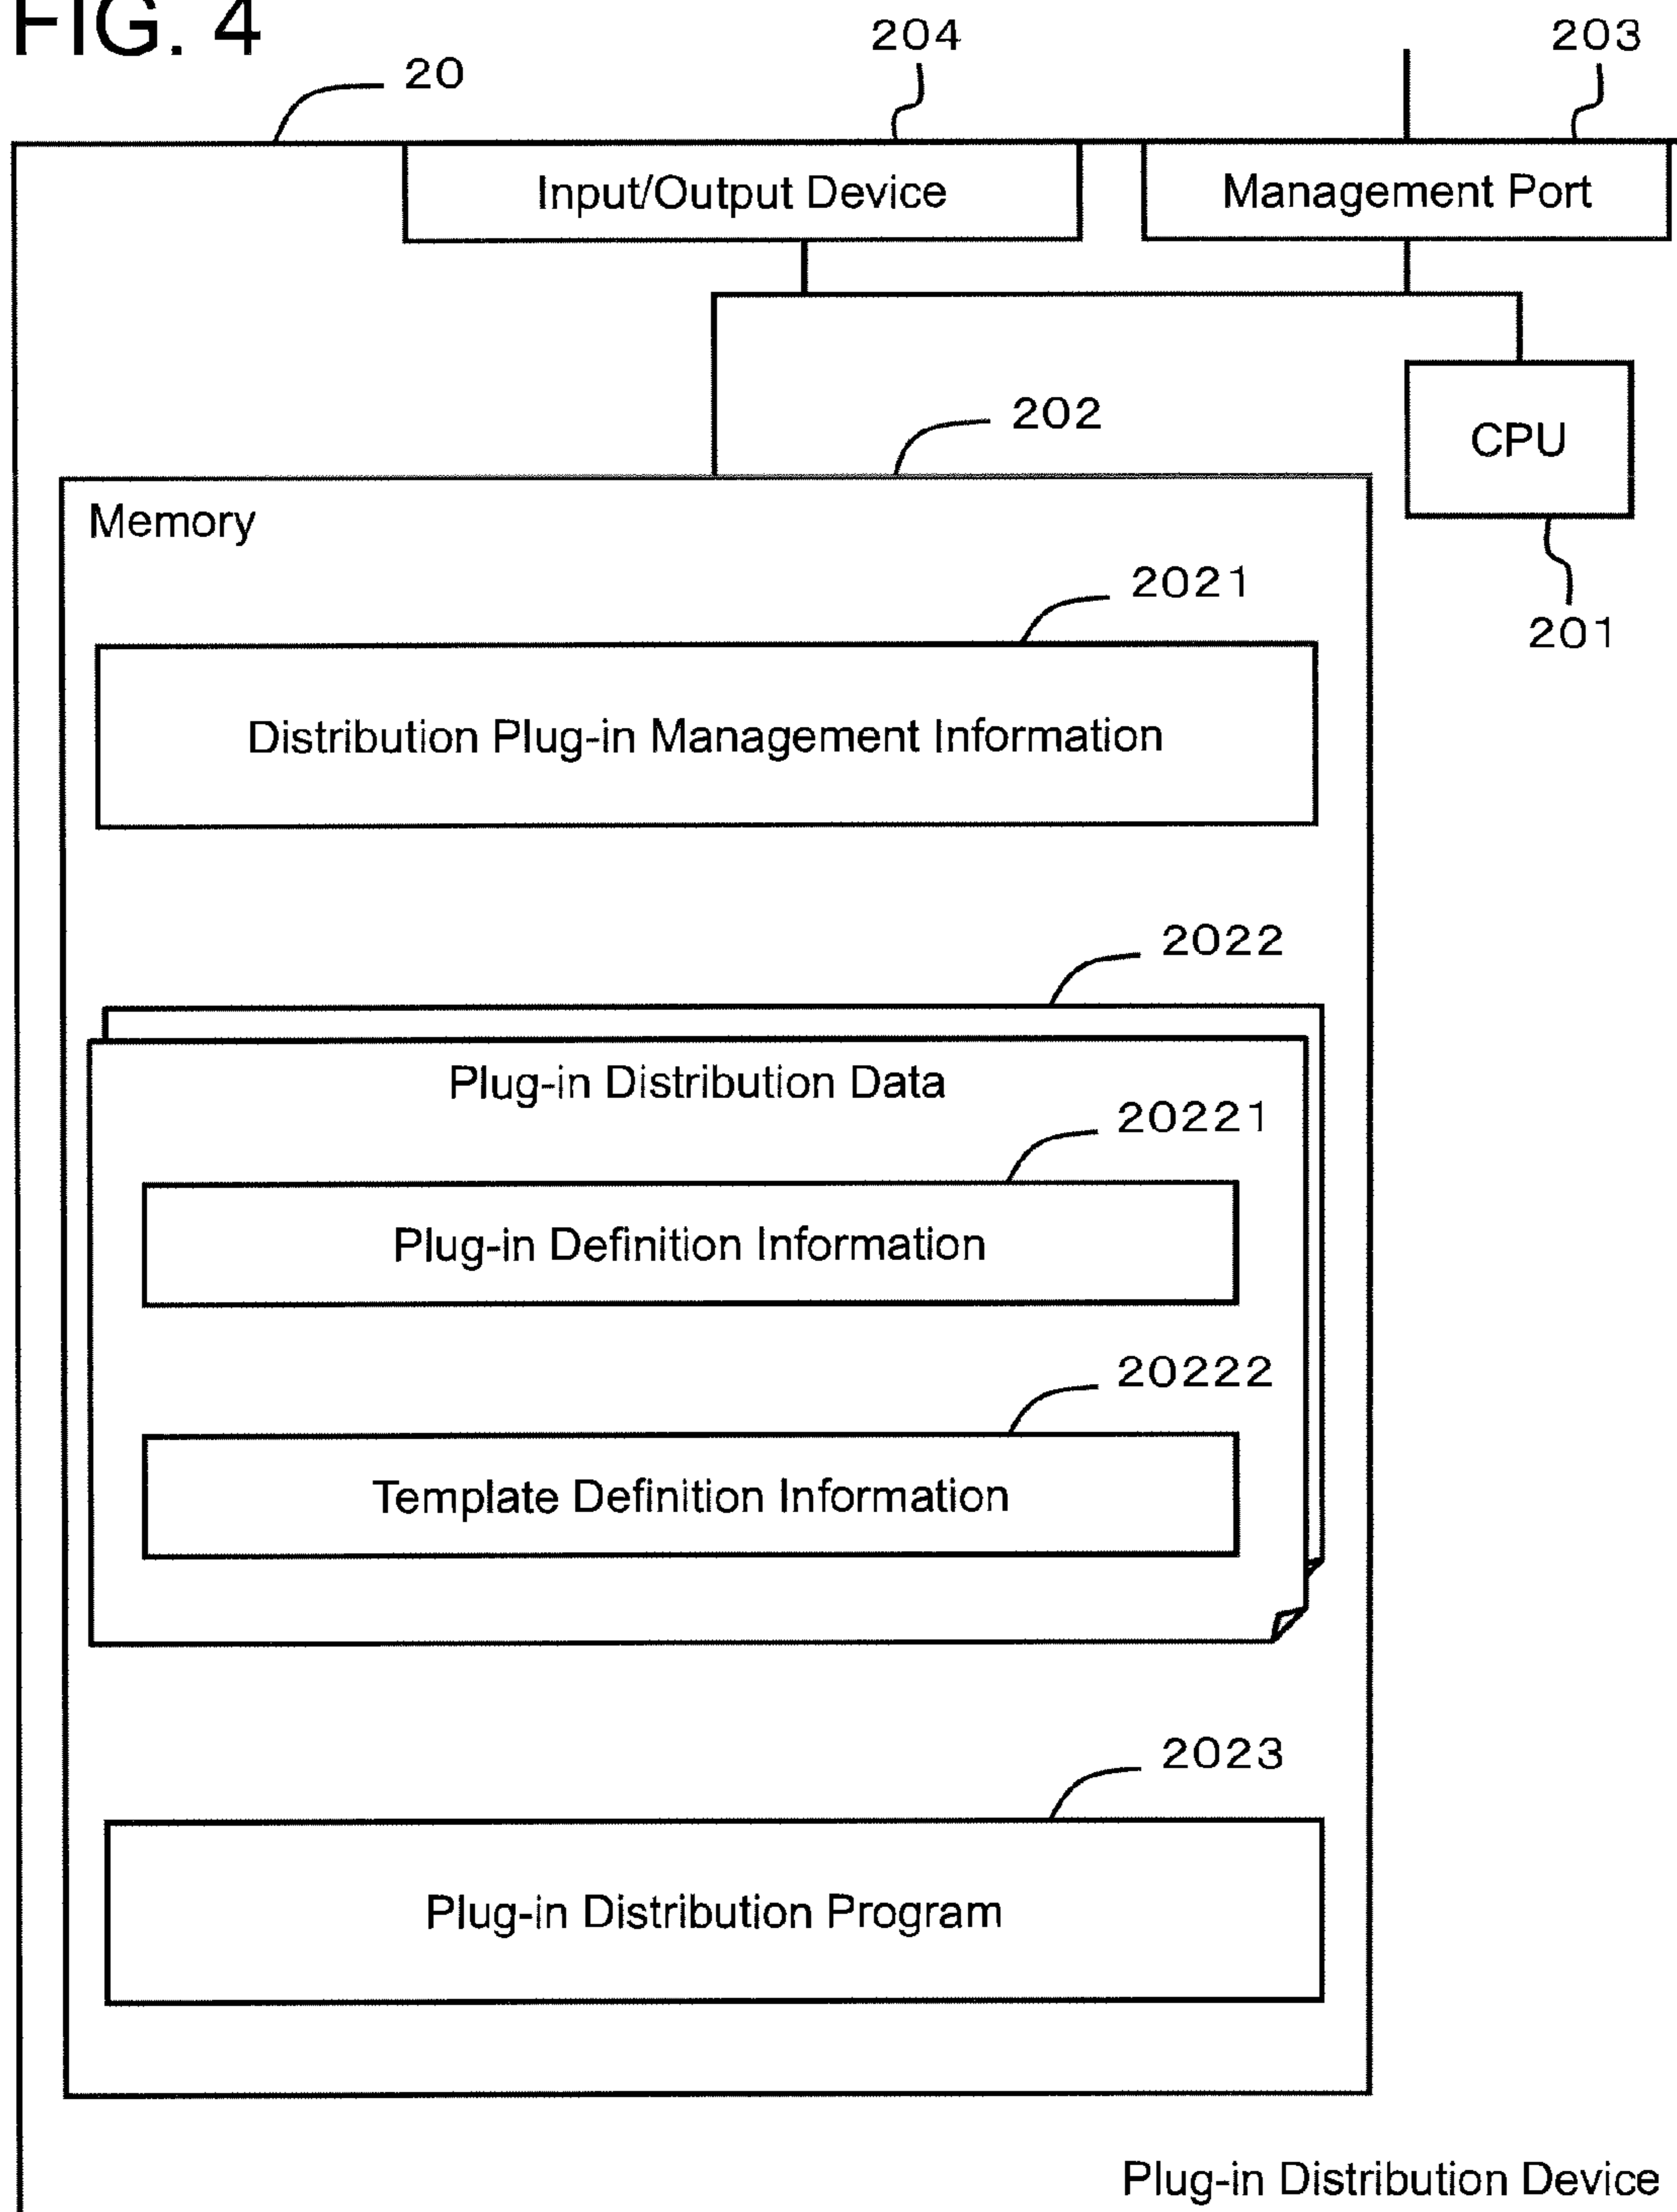 FIG. 4
204
203
20
Input/Output Device
Management Port
202
CPU
Memory
2021
201
Distribution Plug-in Management Information
2022
Plug-in Distribution Data
20221
Plug-in Definition Information
20222
Template Definition Information
2023
Plug-in Distribution Program
Plug-in Distribution Device